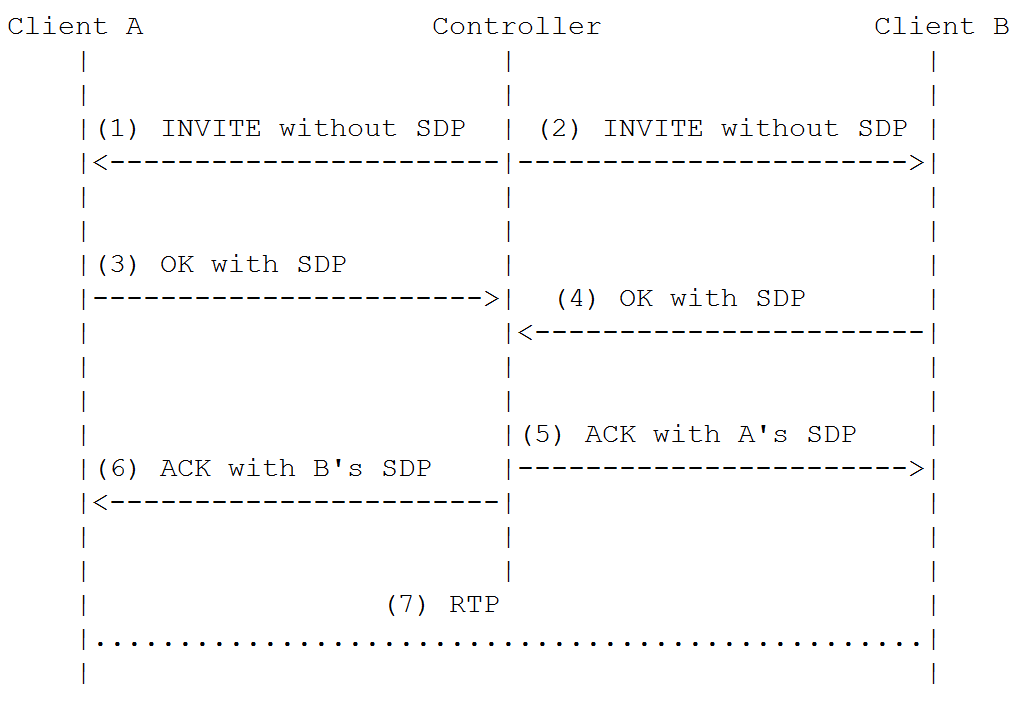 Client A Controller Client B
(1) INVITE without SDP (2) INVITE without SDP
(3) OK with SDP
(4) OK with SDP
(5) ACK with A's SDP
(6) ACK with B's SDP
(7) RTP